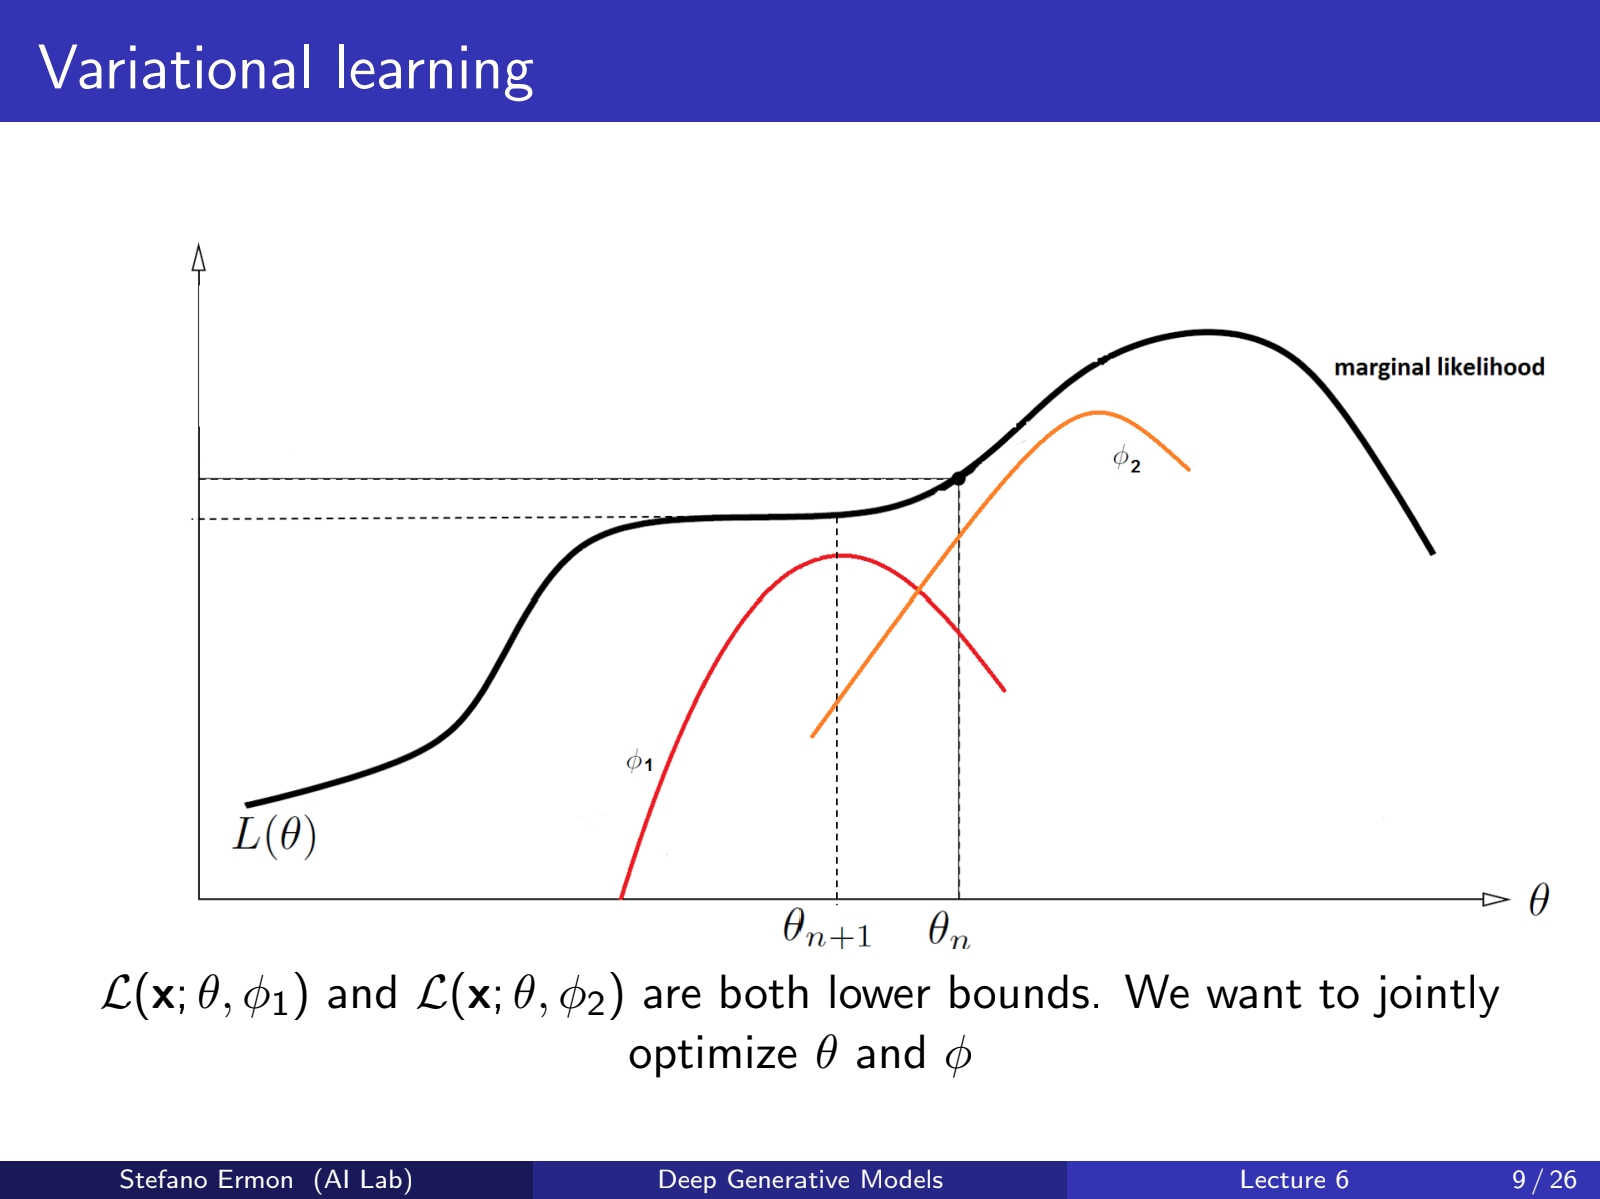 Variational learning
marginal likelihood
ϕ2
ϕ1
L(θ)
θ
θn+1 θn
ℒ(x; θ, ϕ1) and ℒ(x; θ, ϕ2) are both lower bounds. We want to jointly
optimize θ and ϕ
Stefano Ermon (AI Lab) Deep Generative Models Lecture 6 9 / 26